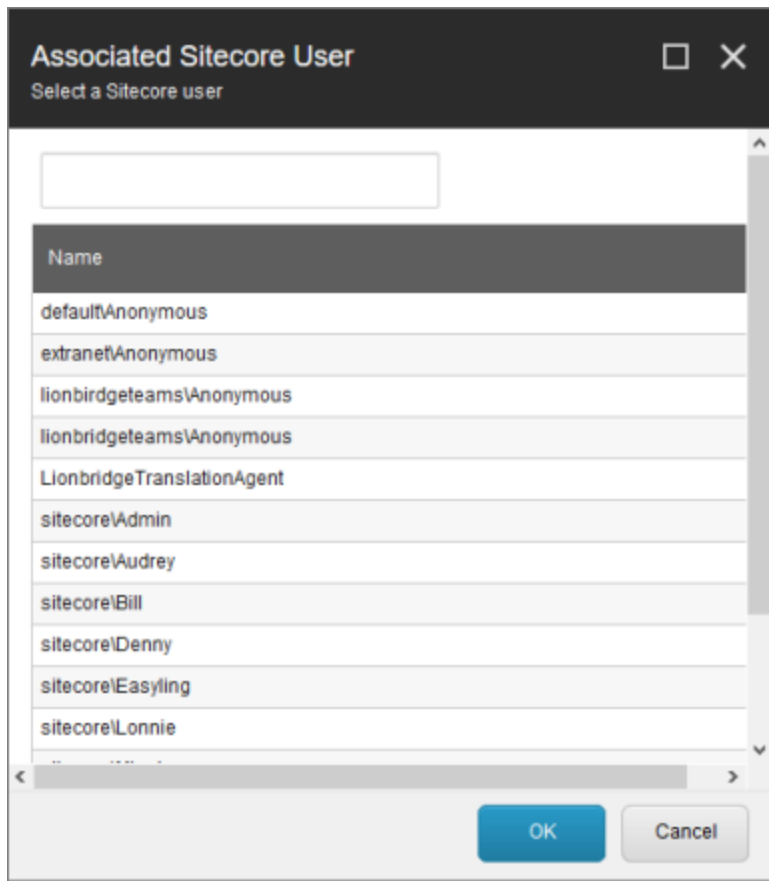 Associated Sitecore User
Select a Sitecore user
Name
default\Anonymous
extranet\Anonymous
lionbirdgeteams\Anonymous
lionbridgeteams\Anonymous
LionbridgeTranslationAgent
sitecore\Admin
sitecore\Audrey
sitecore\Bill
sitecore\Denny
sitecore\Easyling
sitecore\Lonnie
OK
Cancel